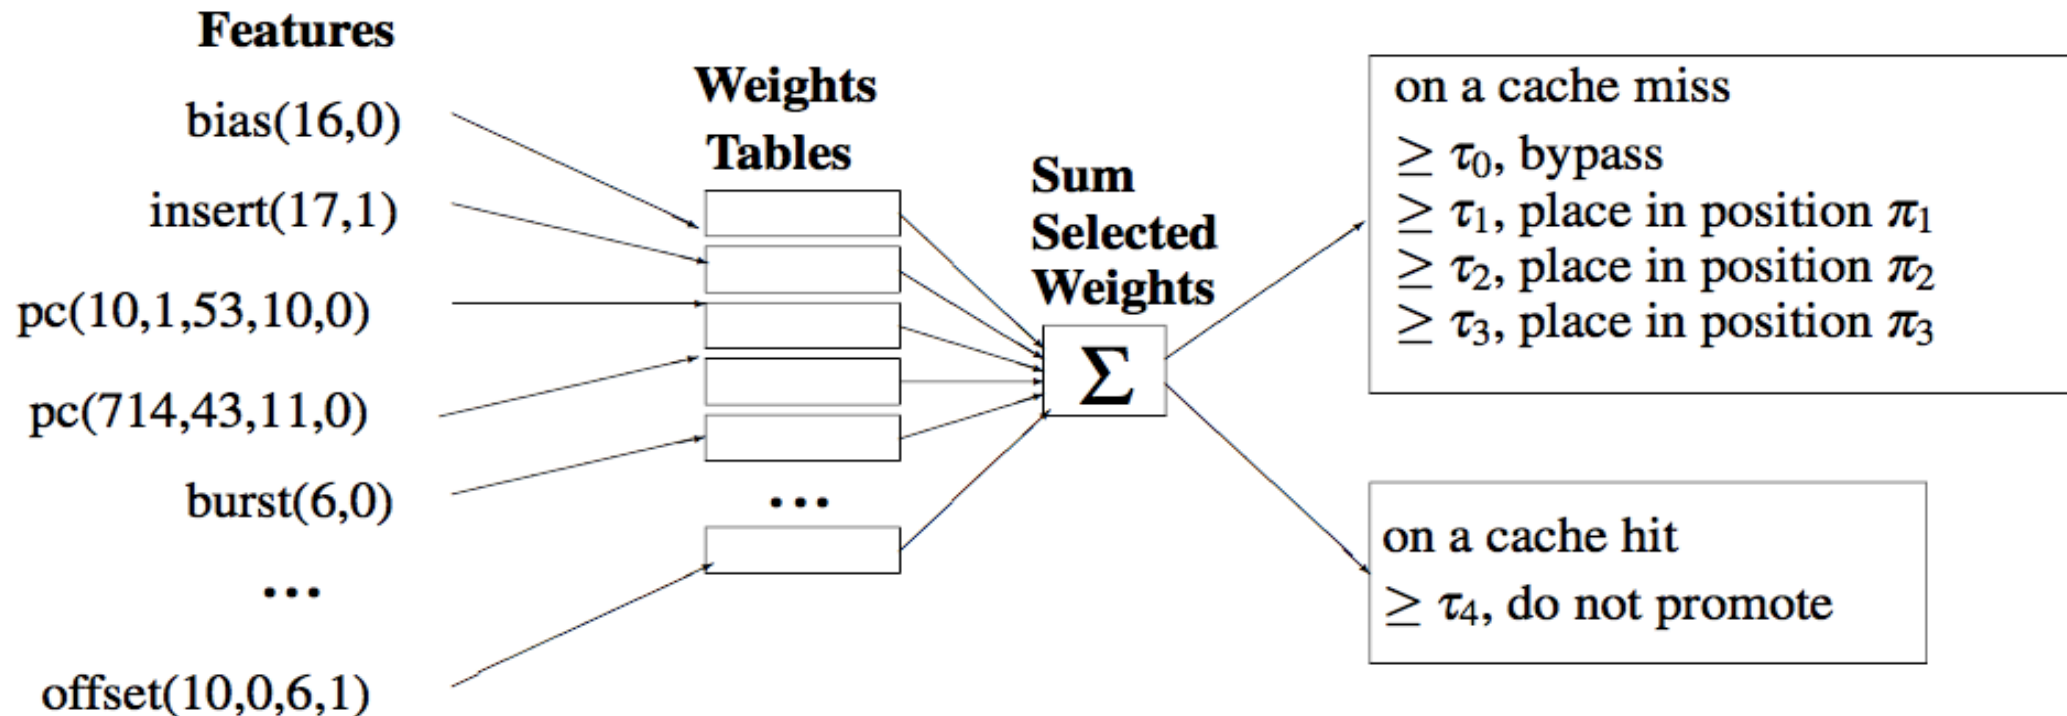 Features
bias(16,0)
insert(17,1)
pc(10,1,53,10,0)
pc(714,43,11,0)
burst(6,0)
...
offset(10,0,6,1)
Weights
Tables
...
Sum
Selected
Weights
Σ
on a cache miss
≥ τ0, bypass
≥ τ1, place in position π1
≥ τ2, place in position π2
≥ τ3, place in position π3
on a cache hit
≥ τ4, do not promote